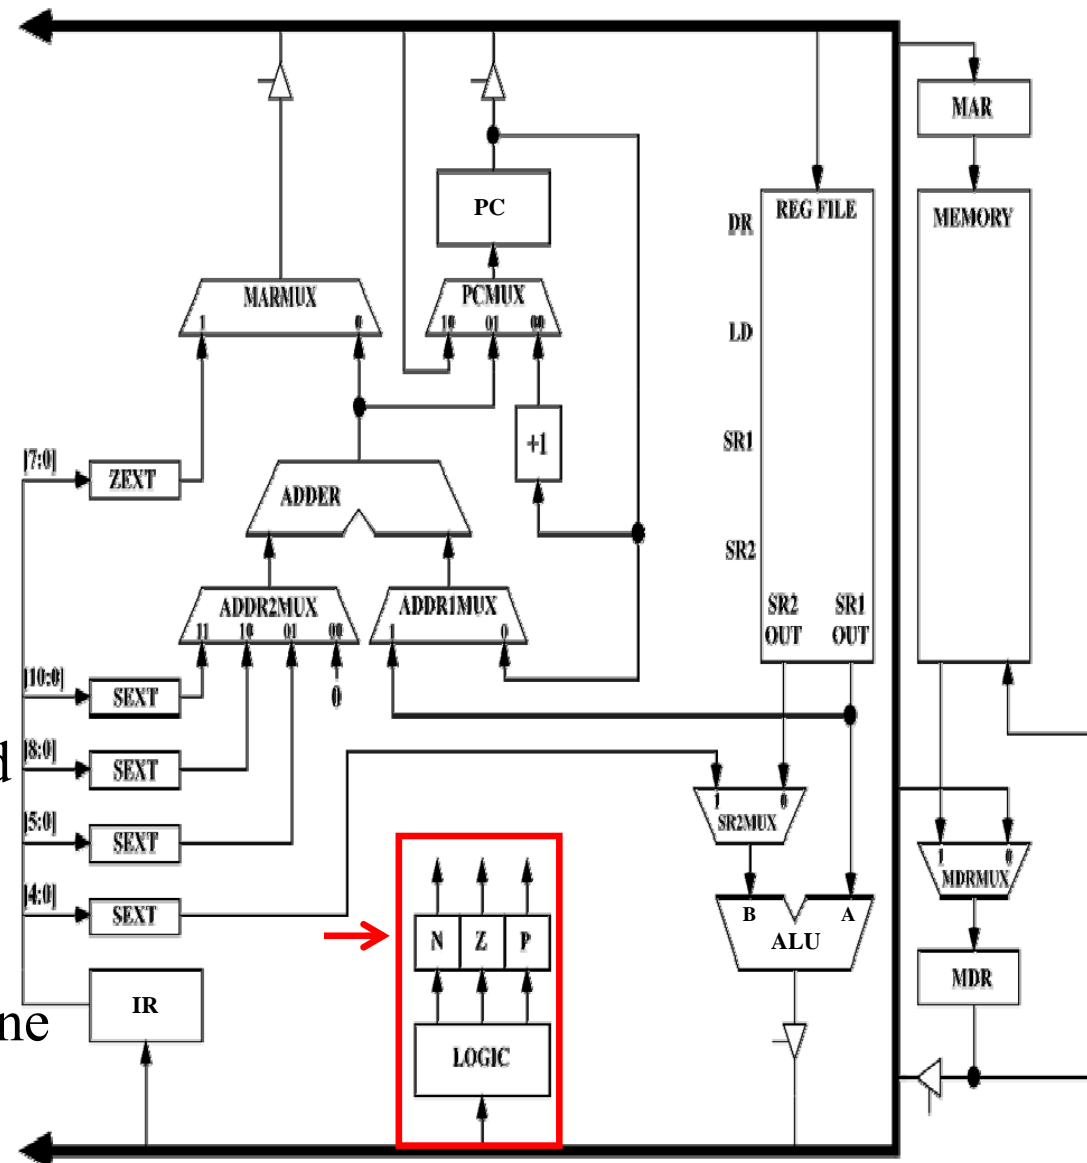 MAR
PC
REG FILE
MEMORY
DR
MARMUX
1 0
PCMUX
10 01 00
LD
+1
SR1
[7:0]
ZEXT
ADDER
SR2
ADDR2MUX
11 10 01 00
ADDR1MUX
1 0
SR2
OUT
SR1
OUT
[10:0]
SEXT
0
[8:0]
SEXT
d
1 0
SR2MUX
[5:0]
SEXT
1 0
MDRMUX
[4:0]
SEXT
N Z P
B A
ALU
MDR
IR
ne
LOGIC